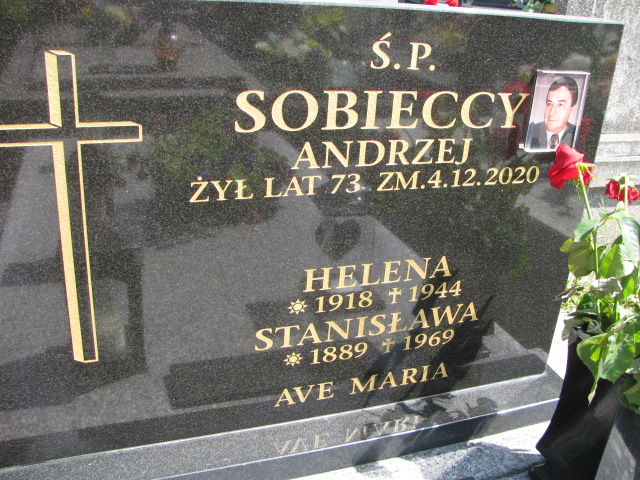 Ś.P.
SOBIECCY
ANDRZEJ
ŻYŁ LAT 73 ZM.4.12.2020
HELENA
1918 ✝ 1944
STANISŁAWA
1889 ✝ 1969
AVE MARIA